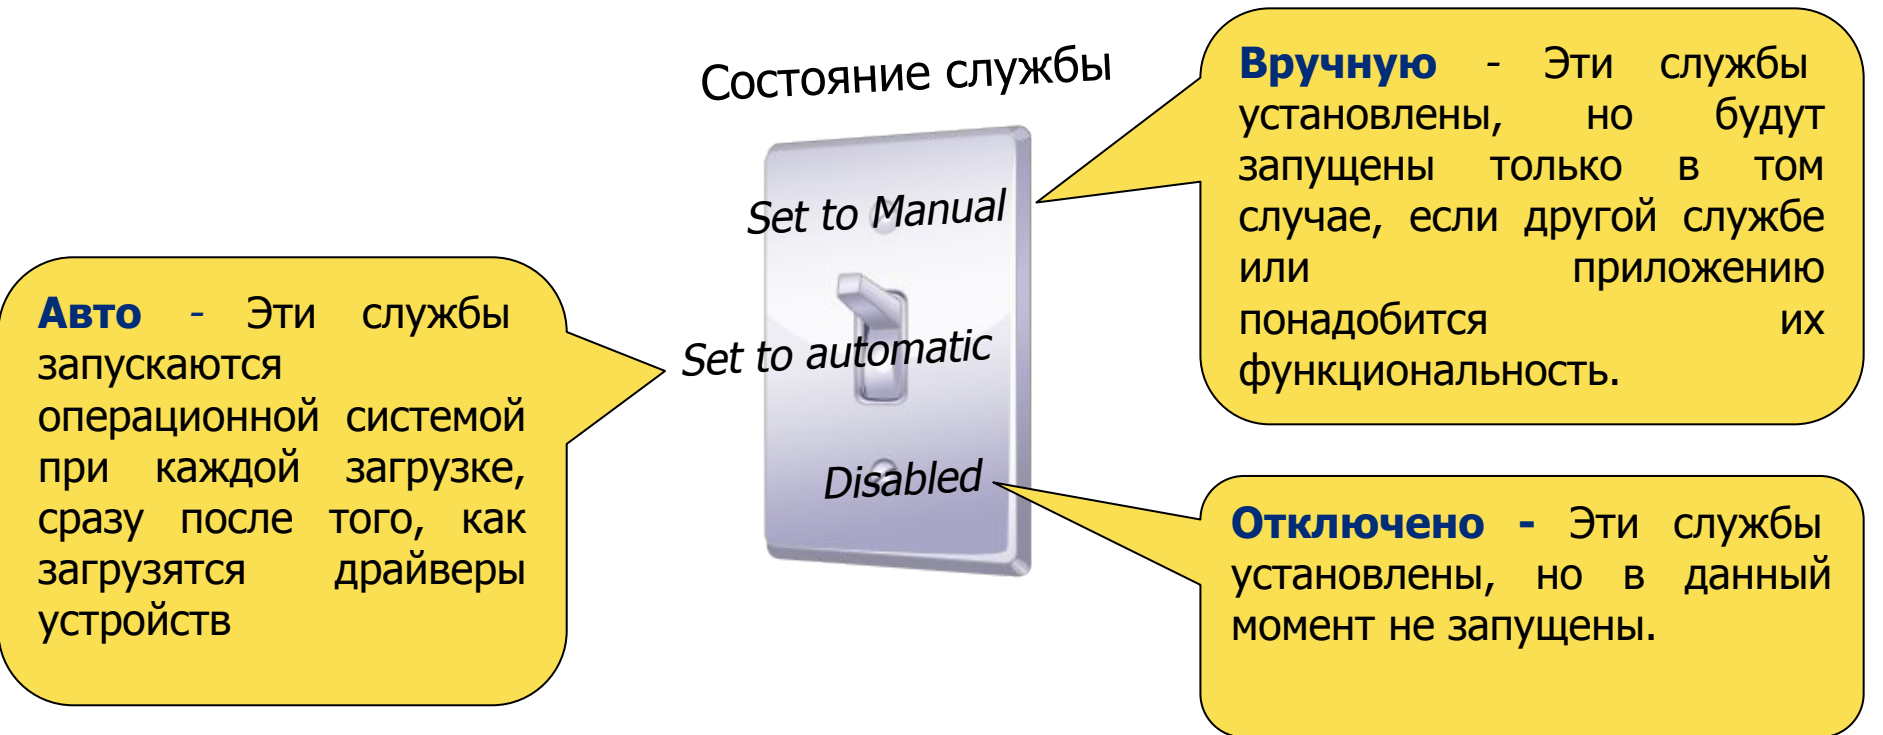 Состояние службы
Set to Manual
Set to automatic
Disabled
Авто - Эти службы
запускаются
операционной системой
при каждой загрузке,
сразу после того, как
загрузятся драйверы
устройств
Вручную - Эти службы
установлены, но будут
запущены только в том
случае, если другой службе
или приложению
понадобится их
функциональность.
Отключено - Эти службы
установлены, но в данный
момент не запущены.